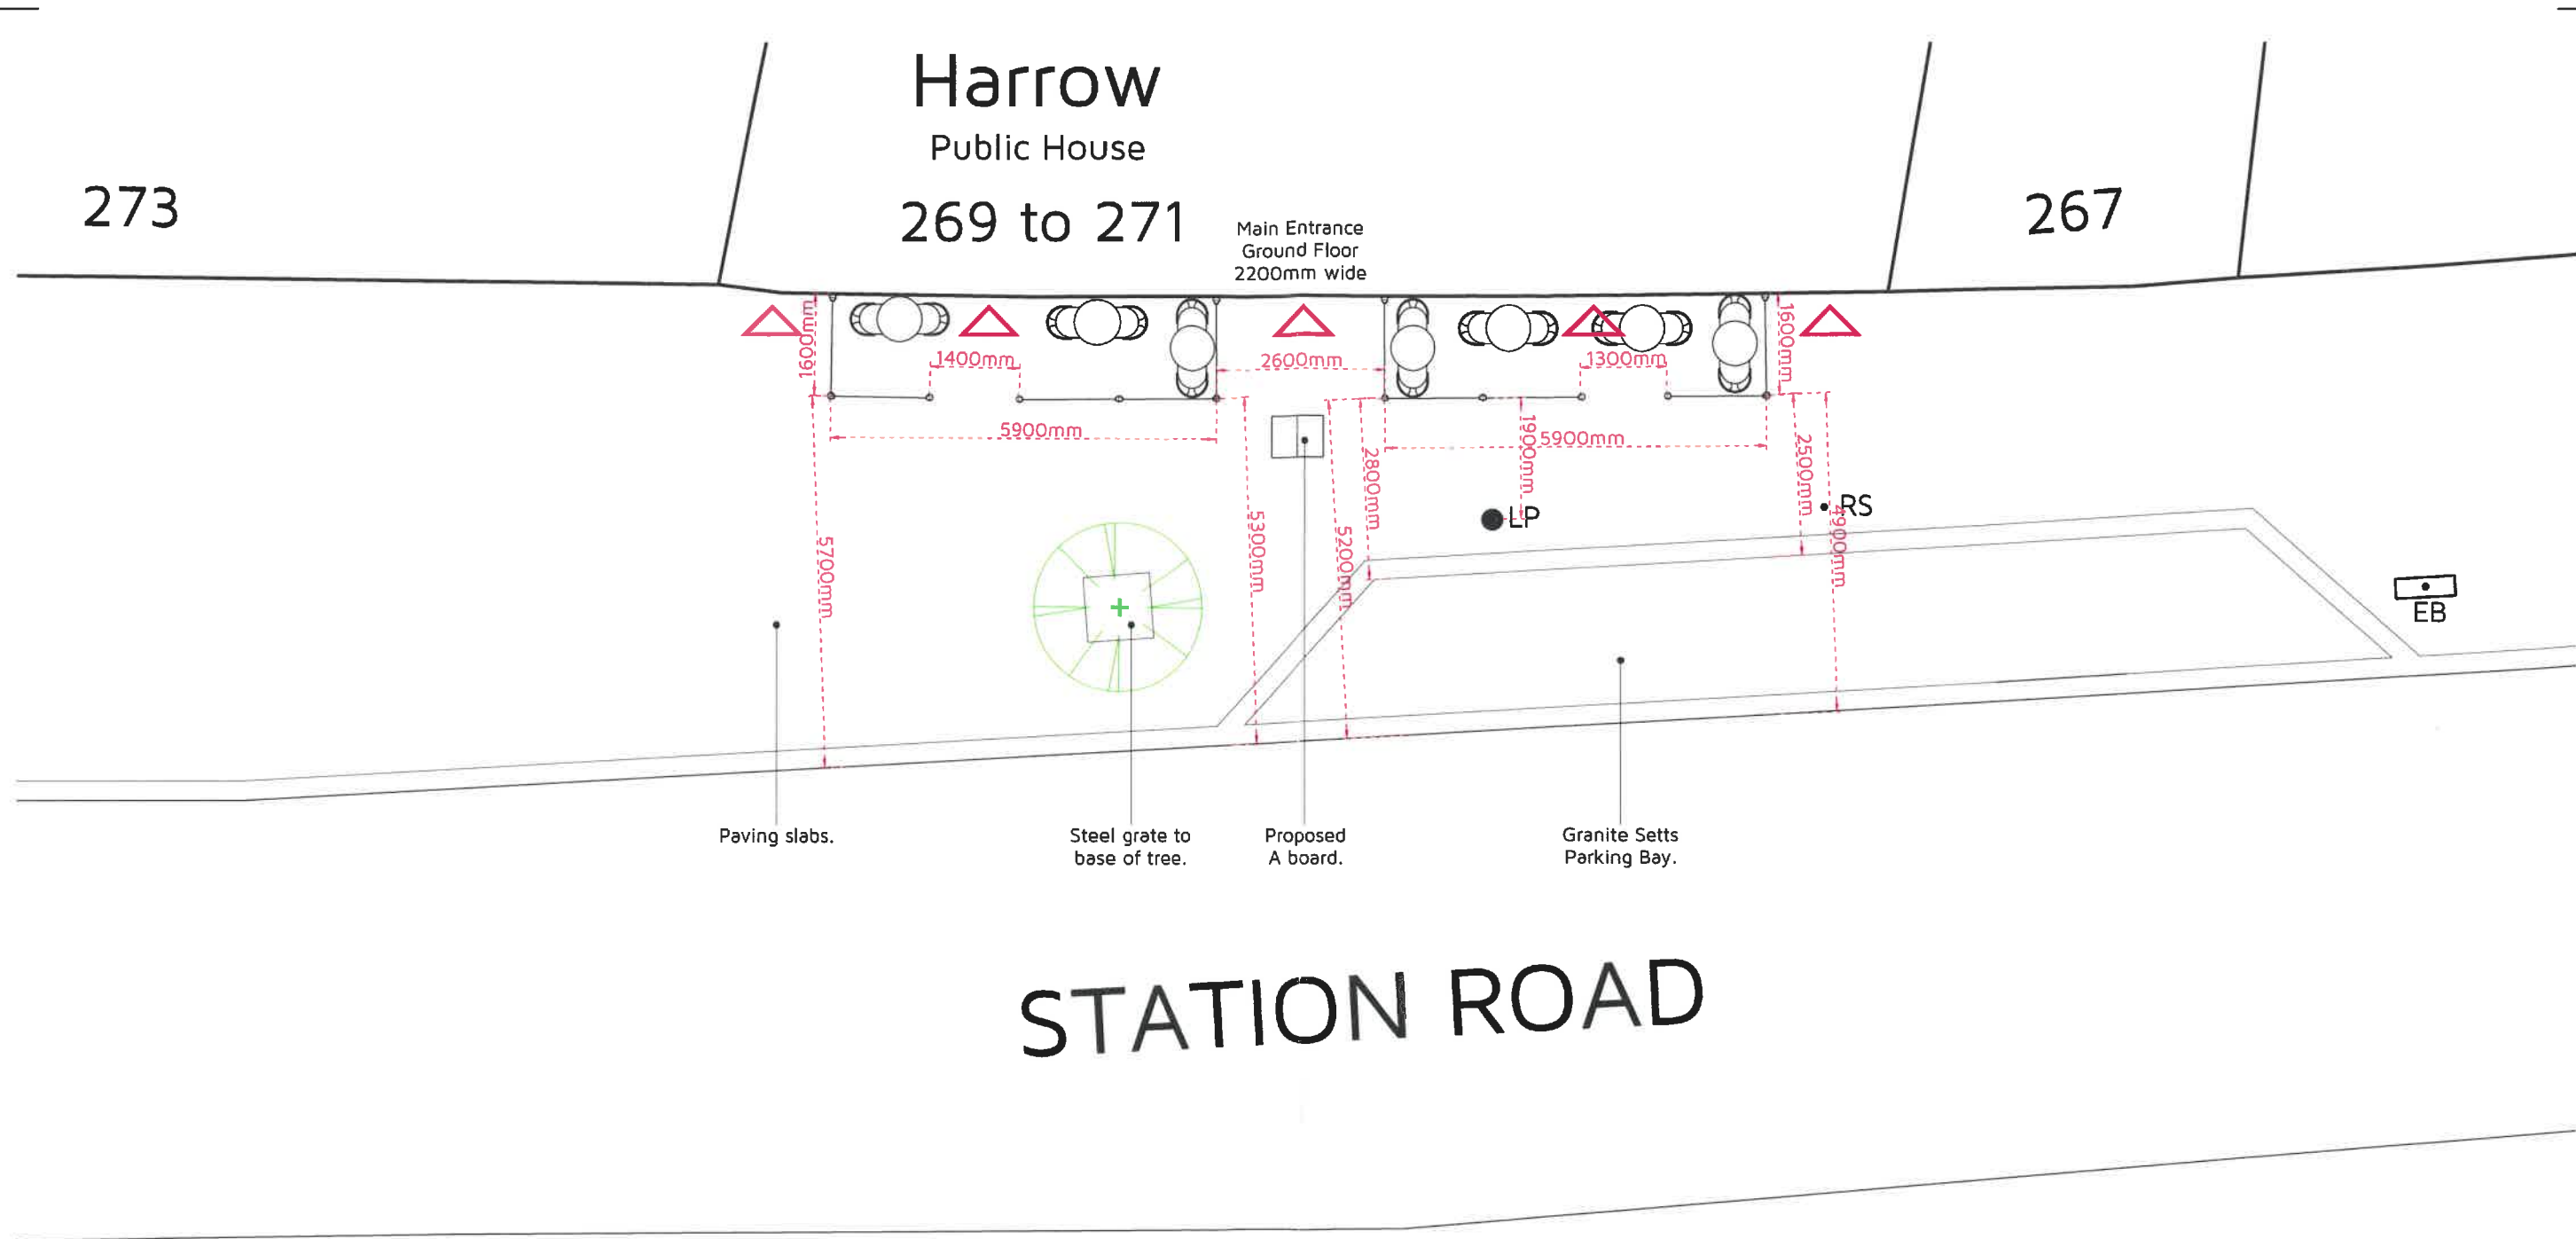 Harrow
Public House
273
269 to 271
267
Main Entrance
Ground Floor
2200mm wide
1600mm
1400mm
2600mm
1300mm
1600mm
5900mm
1900mm
5900mm
2500mm
2800mm
5700mm
5300mm
5200mm
LP
RS
4900mm
EB
Paving slabs.
Steel grate to
base of tree.
Proposed
A board.
Granite Setts
Parking Bay.
STATION ROAD